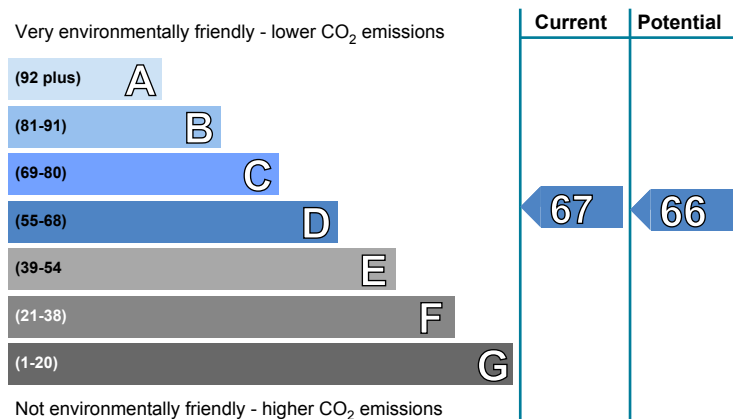 Very environmentally friendly - lower CO2 emissions
Current
Potential
(92 plus) A
(81-91) B
(69-80) C
(55-68) D
(39-54 E
(21-38) F
(1-20) G
67
66
Not environmentally friendly - higher CO2 emissions